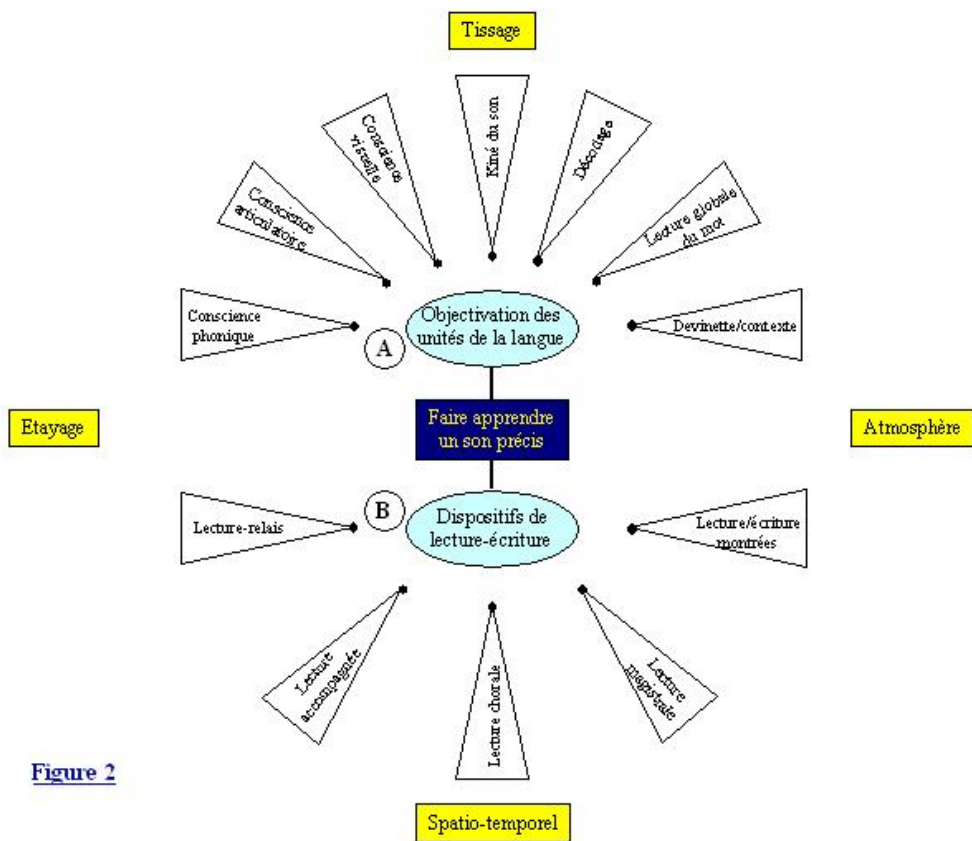 Tissage
Conscience
visuelle
Kiné du son
Décodage
Conscience
articulatoire
Lecture globale
du mot
Conscience
phonique
Objectivation des
unités de la langue
Devinette/contexte
A
Etayage
Faire apprendre
un son précis
Atmosphère
B
Lecture-relais
Dispositifs de
lecture-écriture
Lecture/écriture
montrées
Lecture
accompagnée
Lecture chorale
Lecture
magistrale
Figure 2
Spatio-temporel